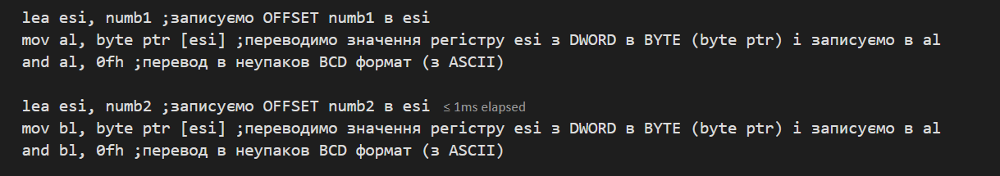 lea esi, numb1 ;записуємо OFFSET numb1 в esi
mov al, byte ptr [esi] ;переводимо значення регістру esi з DWORD в BYTE (byte ptr) і записуємо в al
and al, 0fh ;перевод в неупаков BCD формат (з ASCII)
lea esi, numb2 ;записуємо OFFSET numb2 в esi ≤ 1ms elapsed
mov bl, byte ptr [esi] ;переводимо значення регістру esi з DWORD в BYTE (byte ptr) і записуємо в al
and bl, 0fh ;перевод в неупаков BCD формат (з ASCII)